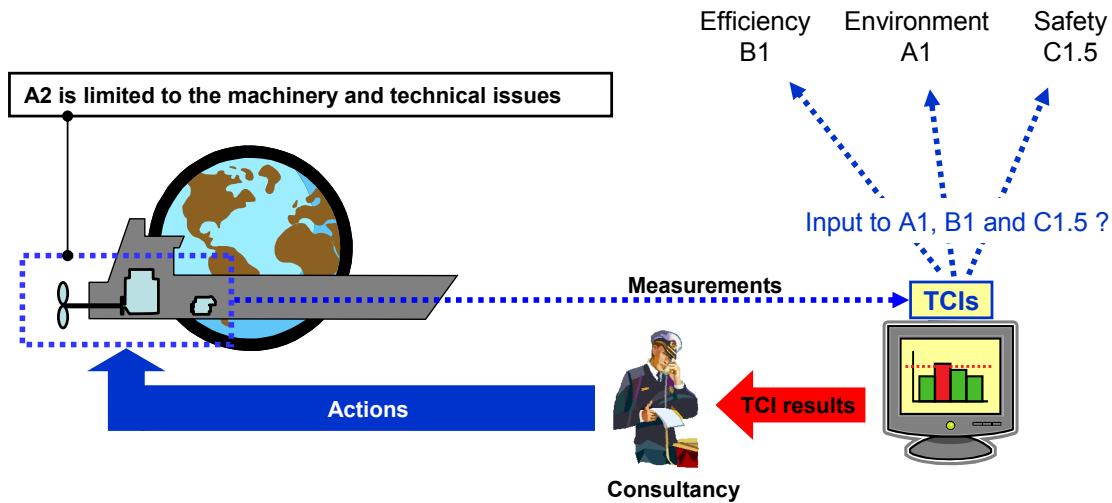 Efficiency Environment Safety
B1 A1 C1.5
A2 is limited to the machinery and technical issues
Input to A1, B1 and C1.5 ?
Measurements
TCIs
Actions
TCI results
Consultancy